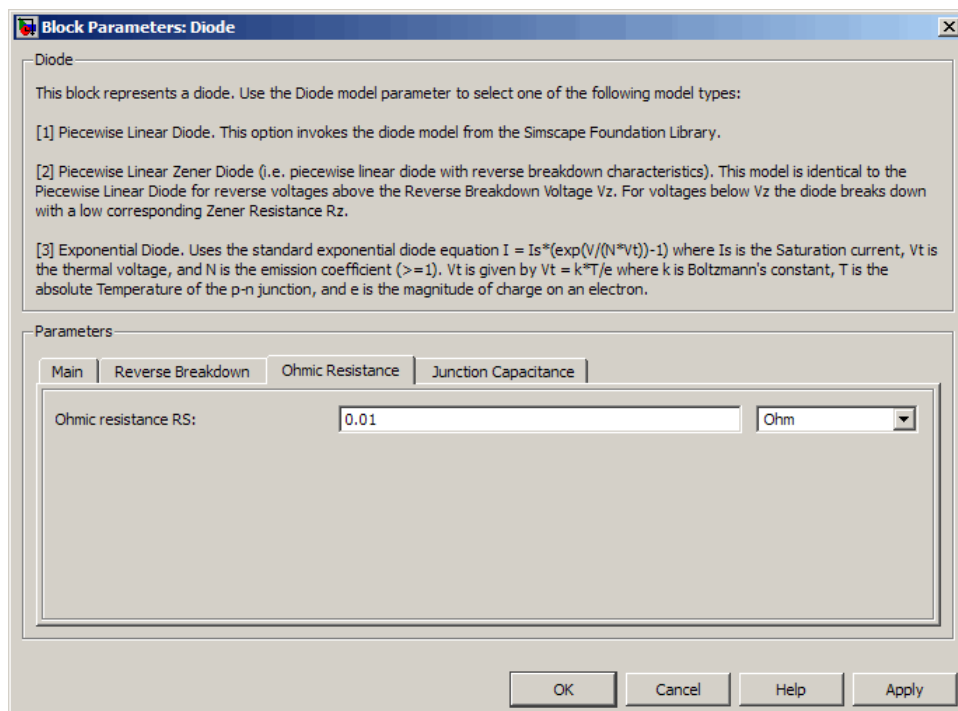 Block Parameters: Diode
Diode
This block represents a diode. Use the Diode model parameter to select one of the following model types:
[1] Piecewise Linear Diode. This option invokes the diode model from the Simscape Foundation Library.
[2] Piecewise Linear Zener Diode (i.e. piecewise linear diode with reverse breakdown characteristics). This model is identical to the
Piecewise Linear Diode for reverse voltages above the Reverse Breakdown Voltage Vz. For voltages below Vz the diode breaks down
with a low corresponding Zener Resistance Rz.
[3] Exponential Diode. Uses the standard exponential diode equation I = Is*(exp(V/(N*Vt))-1) where Is is the Saturation current, Vt is
the thermal voltage, and N is the emission coefficient (>=1). Vt is given by Vt = k*T/e where k is Boltzmann's constant, T is the
absolute Temperature of the p-n junction, and e is the magnitude of charge on an electron.
Parameters
Main Reverse Breakdown Ohmic Resistance Junction Capacitance
Ohmic resistance RS: 0.01 Ohm
OK Cancel Help Apply